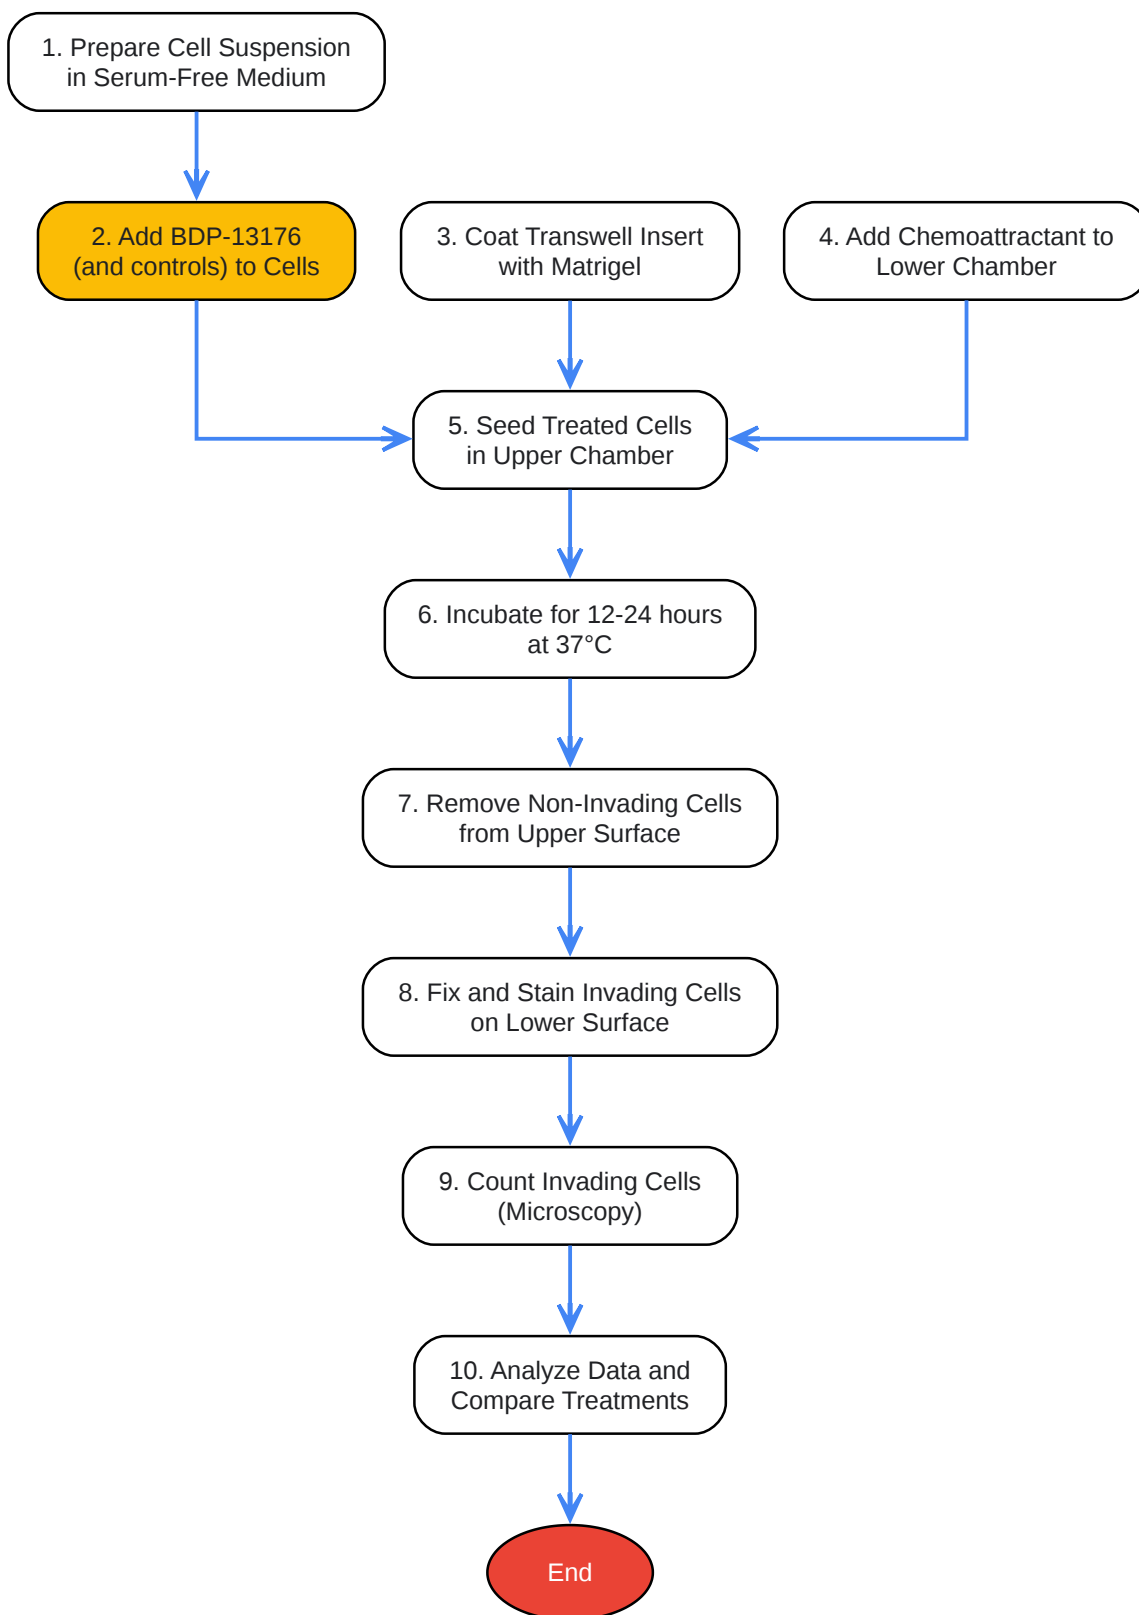 1. Prepare Cell Suspension
in Serum-Free Medium
2. Add BDP-13176
(and controls) to Cells
3. Coat Transwell Insert
with Matrigel
4. Add Chemoattractant to
Lower Chamber
5. Seed Treated Cells
in Upper Chamber
6. Incubate for 12-24 hours
at 37°C
7. Remove Non-Invading Cells
from Upper Surface
8. Fix and Stain Invading Cells
on Lower Surface
9. Count Invading Cells
(Microscopy)
10. Analyze Data and
Compare Treatments
End